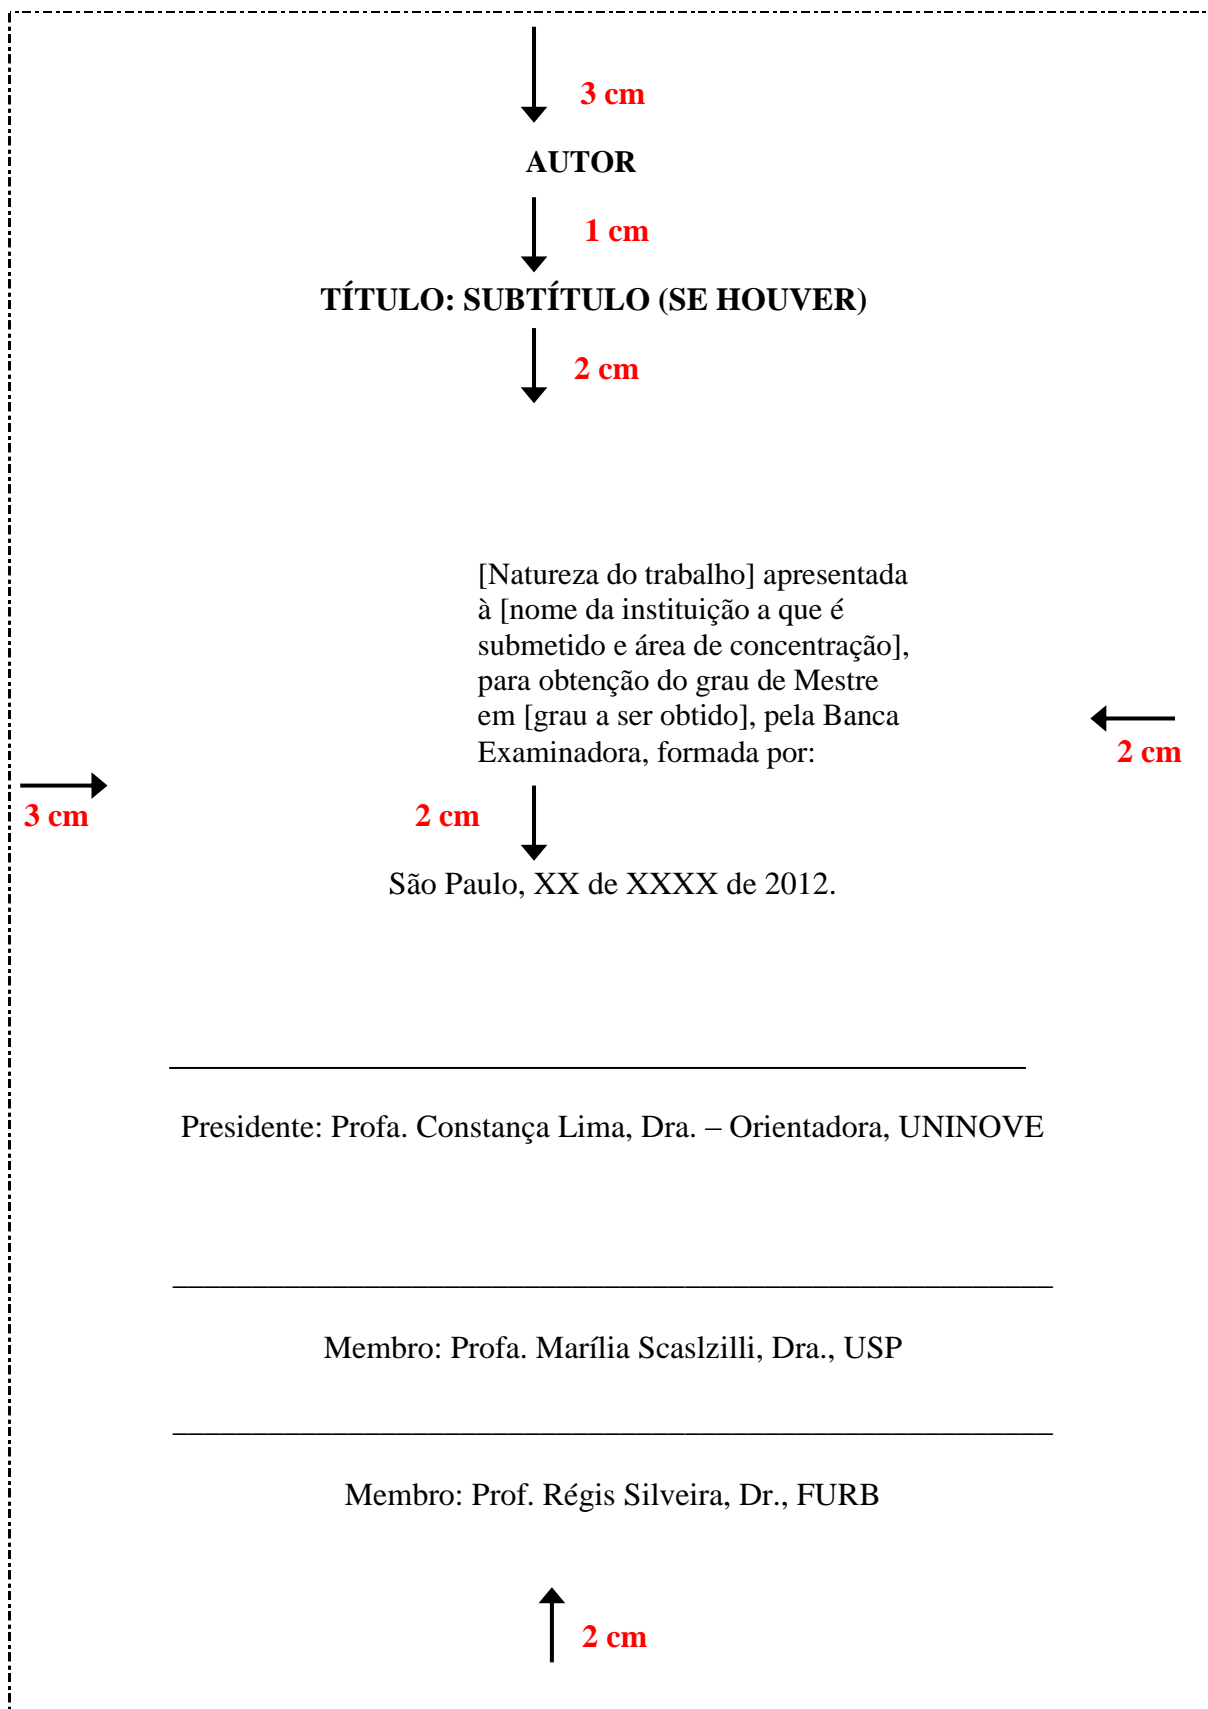 3 cm
AUTOR
1 cm
TÍTULO: SUBTÍTULO (SE HOUVER)
2 cm
[Natureza do trabalho] apresentada
à [nome da instituição a que é
submetido e área de concentração],
para obtenção do grau de Mestre
em [grau a ser obtido], pela Banca
Examinadora, formada por:
2 cm
3 cm
2 cm
São Paulo, XX de XXXX de 2012.
Presidente: Profa. Constança Lima, Dra. – Orientadora, UNINOVE
Membro: Profa. Marília Scaslzilli, Dra., USP
Membro: Prof. Régis Silveira, Dr., FURB
2 cm